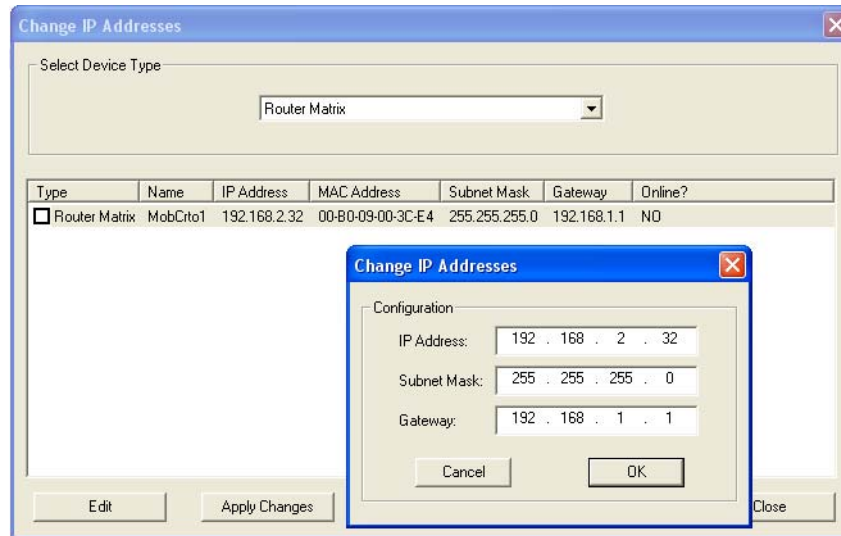 Change IP Addresses
Select Device Type
Router Matrix
Type Name IP Address MAC Address Subnet Mask Gateway Online?
Router Matrix MobCrto1 192.168.2.32 00-B0-09-00-3C-E4 255.255.255.0 192.168.1.1 NO
Change IP Addresses
Configuration
IP Address: 192 . 168 . 2 . 32
Subnet Mask: 255 . 255 . 255 . 0
Gateway: 192 . 168 . 1 . 1
Cancel OK
Edit Apply Changes Close